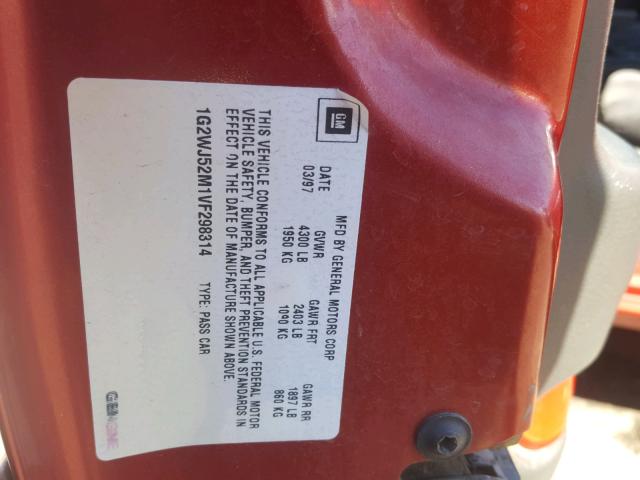 GM
MFD BY GENERAL MOTORS CORP
DATE GVWR GAWR FRT GAWR RR
03/97 4300 LB 2403 LB 1897 LB
1950 KG 1090 KG 860 KG
THIS VEHICLE CONFORMS TO ALL APPLICABLE U.S. FEDERAL MOTOR
VEHICLE SAFETY, BUMPER, AND THEFT PREVENTION STANDARDS IN
EFFECT ON THE DATE OF MANUFACTURE SHOWN ABOVE.
1G2WJ52M1VF298314 TYPE: PASS CAR